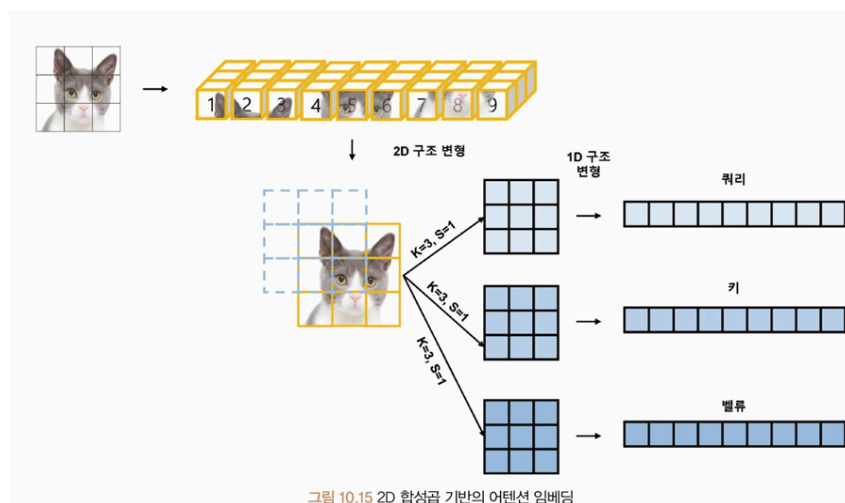 1 2 3 4 5 6 7 8 9
2D 구조 변형
1D 구조
변형
쿼리
K=3, S=1
키
K=3, S=1
K=3, S=1
벨류
그림 10.15 2D 합성곱 기반의 어텐션 임베딩